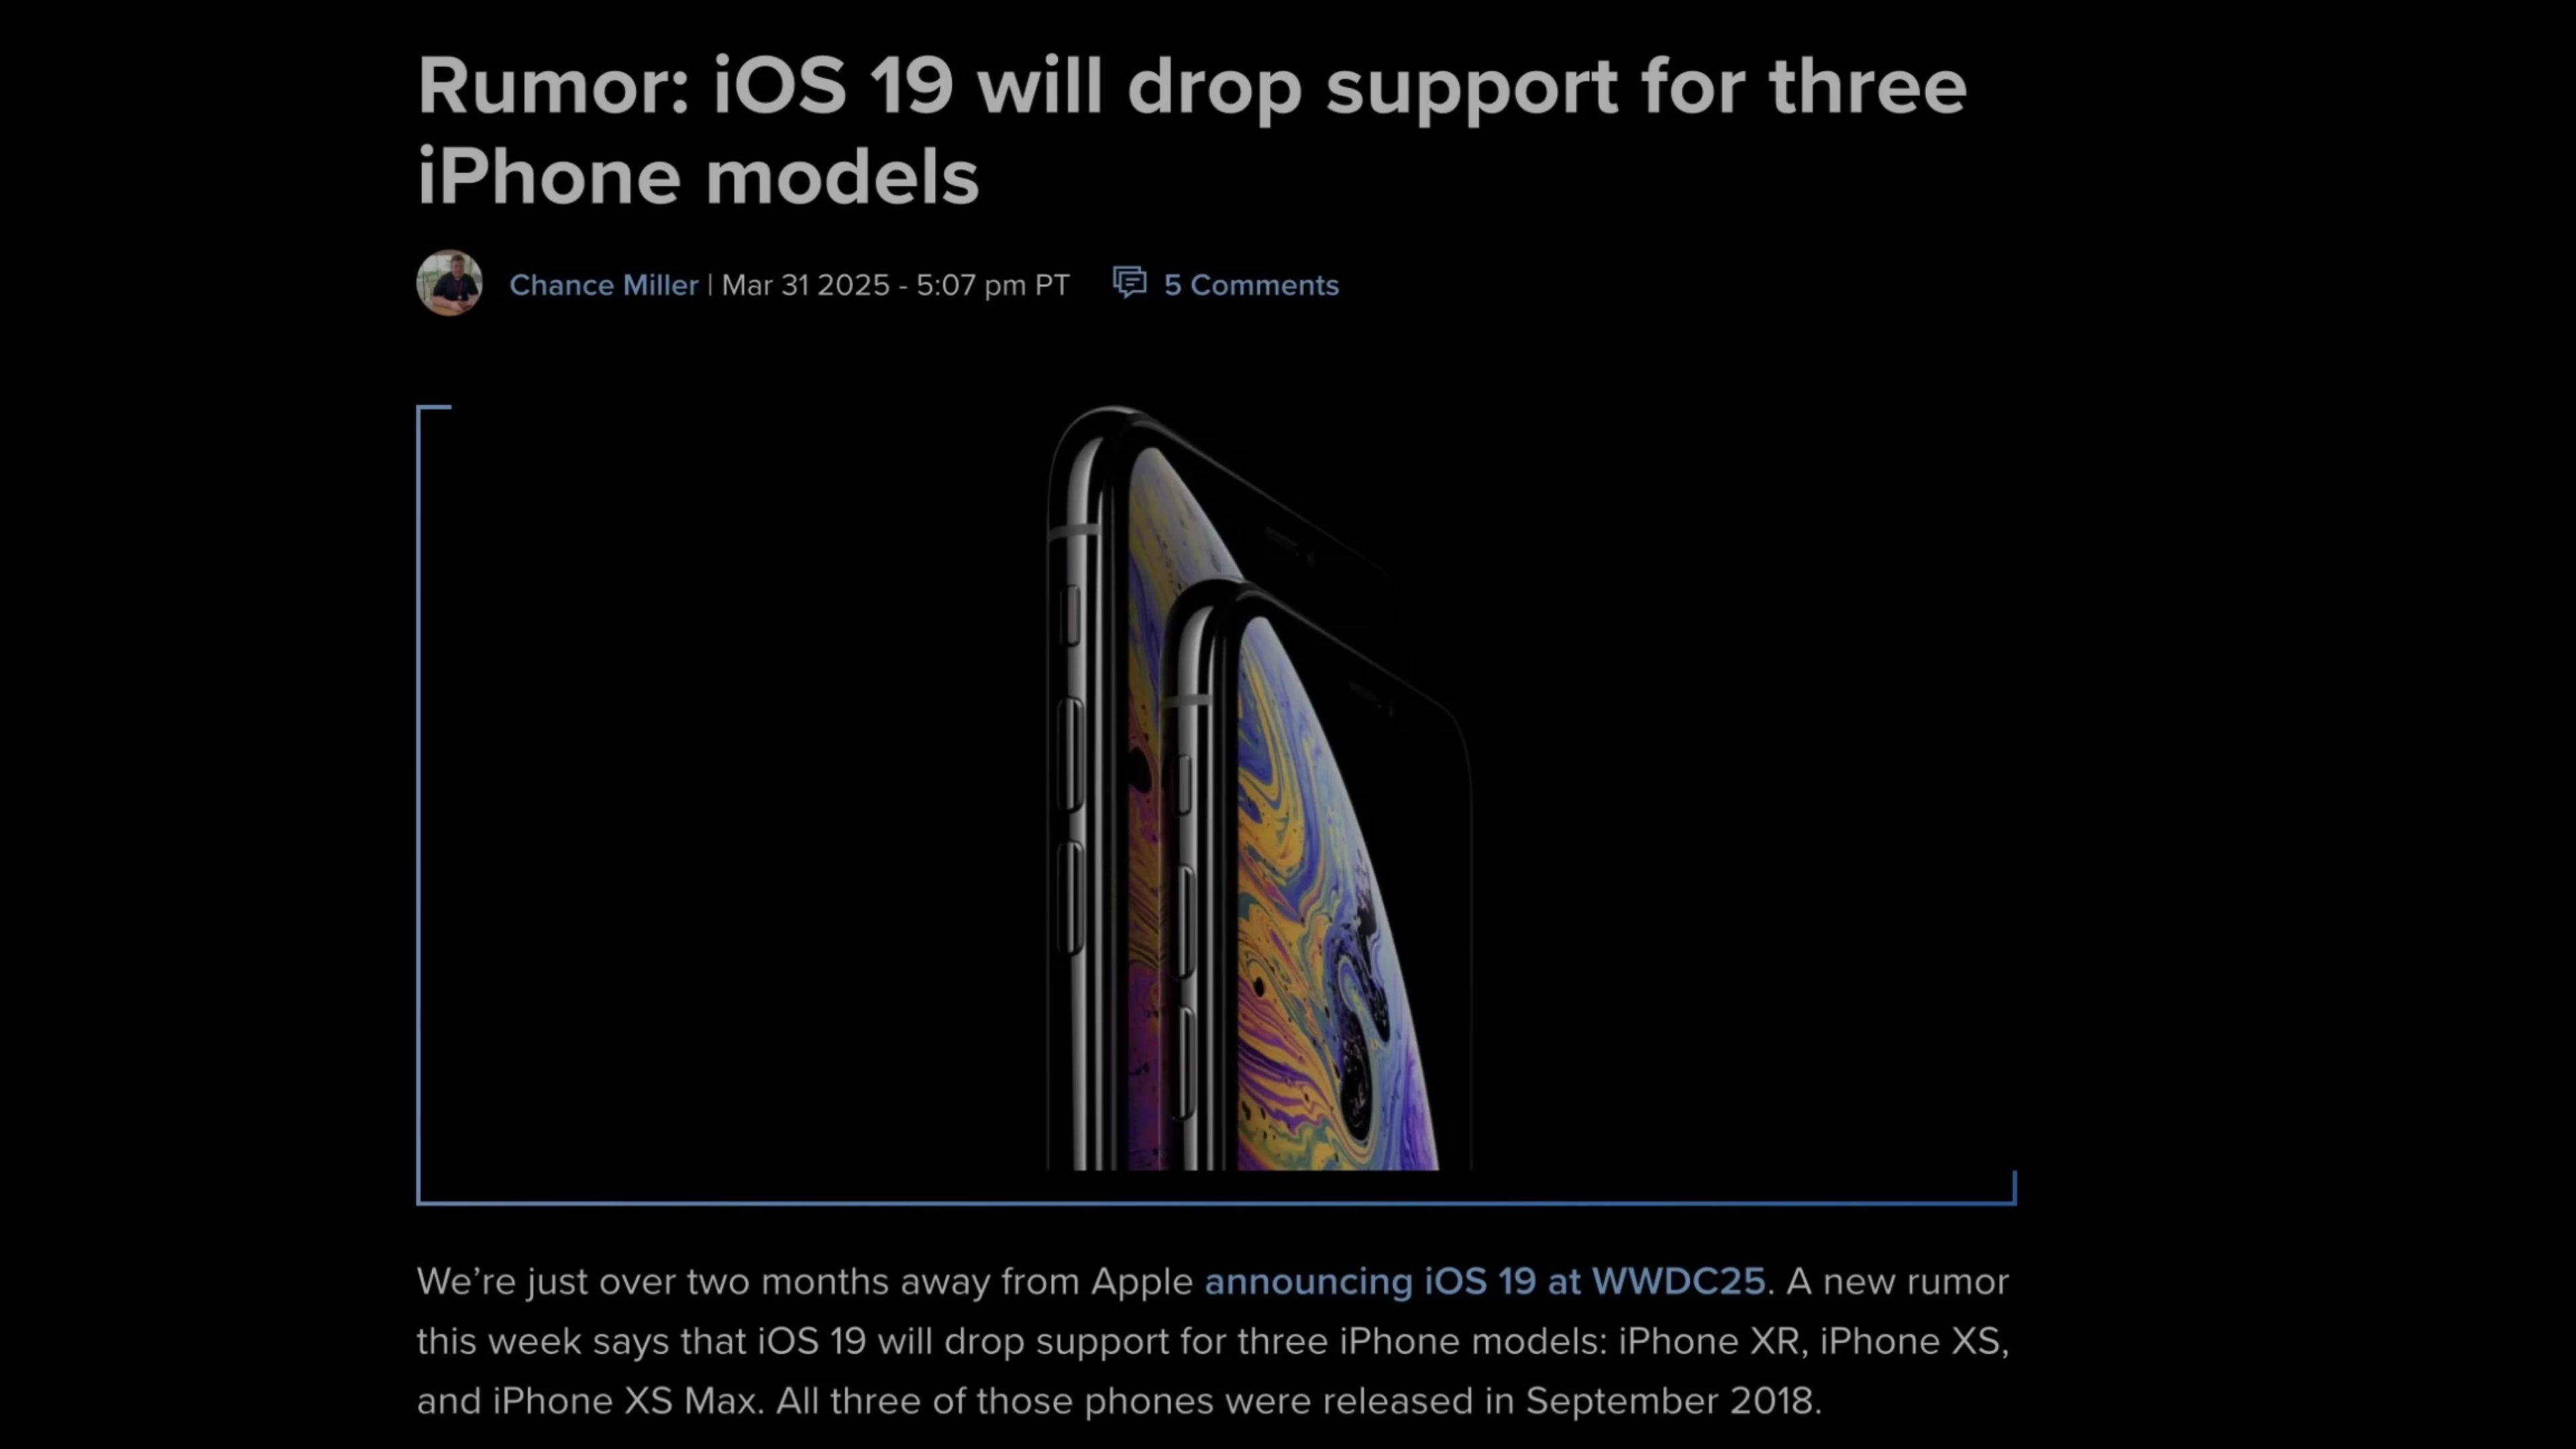 Rumor: iOS 19 will drop support for three
iPhone models
Chance Miller | Mar 31 2025 - 5:07 pm PT 5 Comments
We’re just over two months away from Apple announcing iOS 19 at WWDC25. A new rumor
this week says that iOS 19 will drop support for three iPhone models: iPhone XR, iPhone XS,
and iPhone XS Max. All three of those phones were released in September 2018.